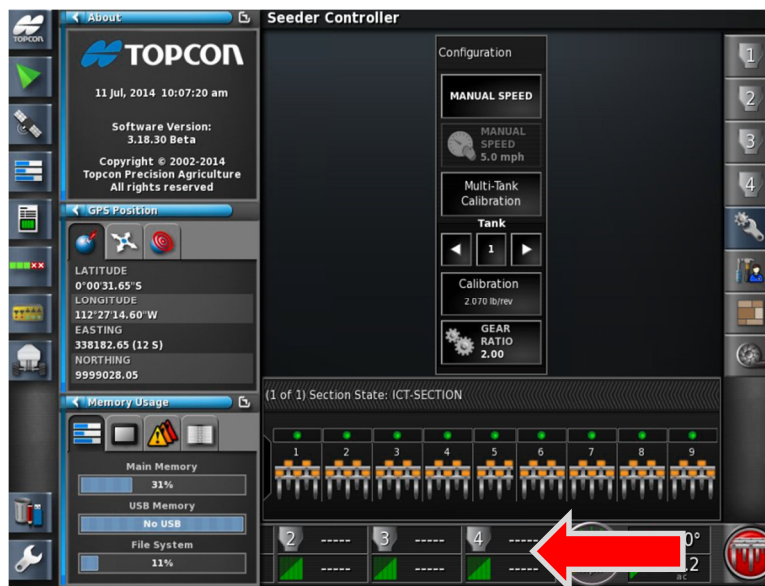 TOPCON
About
TOPCON
11 Jul, 2014 10:07:20 am
Software Version:
3.18.30 Beta
Copyright © 2002-2014
Topcon Precision Agriculture
All rights reserved
GPS Position
LATITUDE
0°00'31.65"S
LONGITUDE
112°27'14.60"W
EASTING
338182.65 (12 S)
NORTHING
9999028.05
Memory Usage
Main Memory
31%
USB Memory
No USB
File System
11%
Seeder Controller
Configuration
MANUAL SPEED
MANUAL
SPEED
5.0 mph
Multi-Tank
Calibration
Tank
1
Calibration
2.070 lb/rev
GEAR
RATIO
2.00
1
2
3
4
(1 of 1) Section State: ICT-SECTION
1 2 3 4 5 6 7 8 9
2 ----- 3 ----- 4 ----- 0°
----- ----- ----- .2
ac